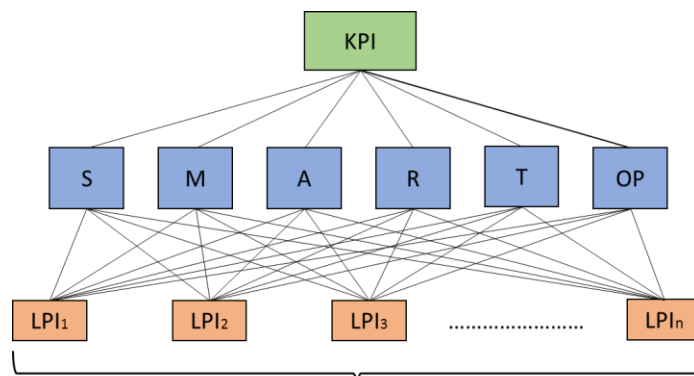 KPI
S M A R T OP
LPI₁ LPI₂ LPI₃ ........................... LPIₙ